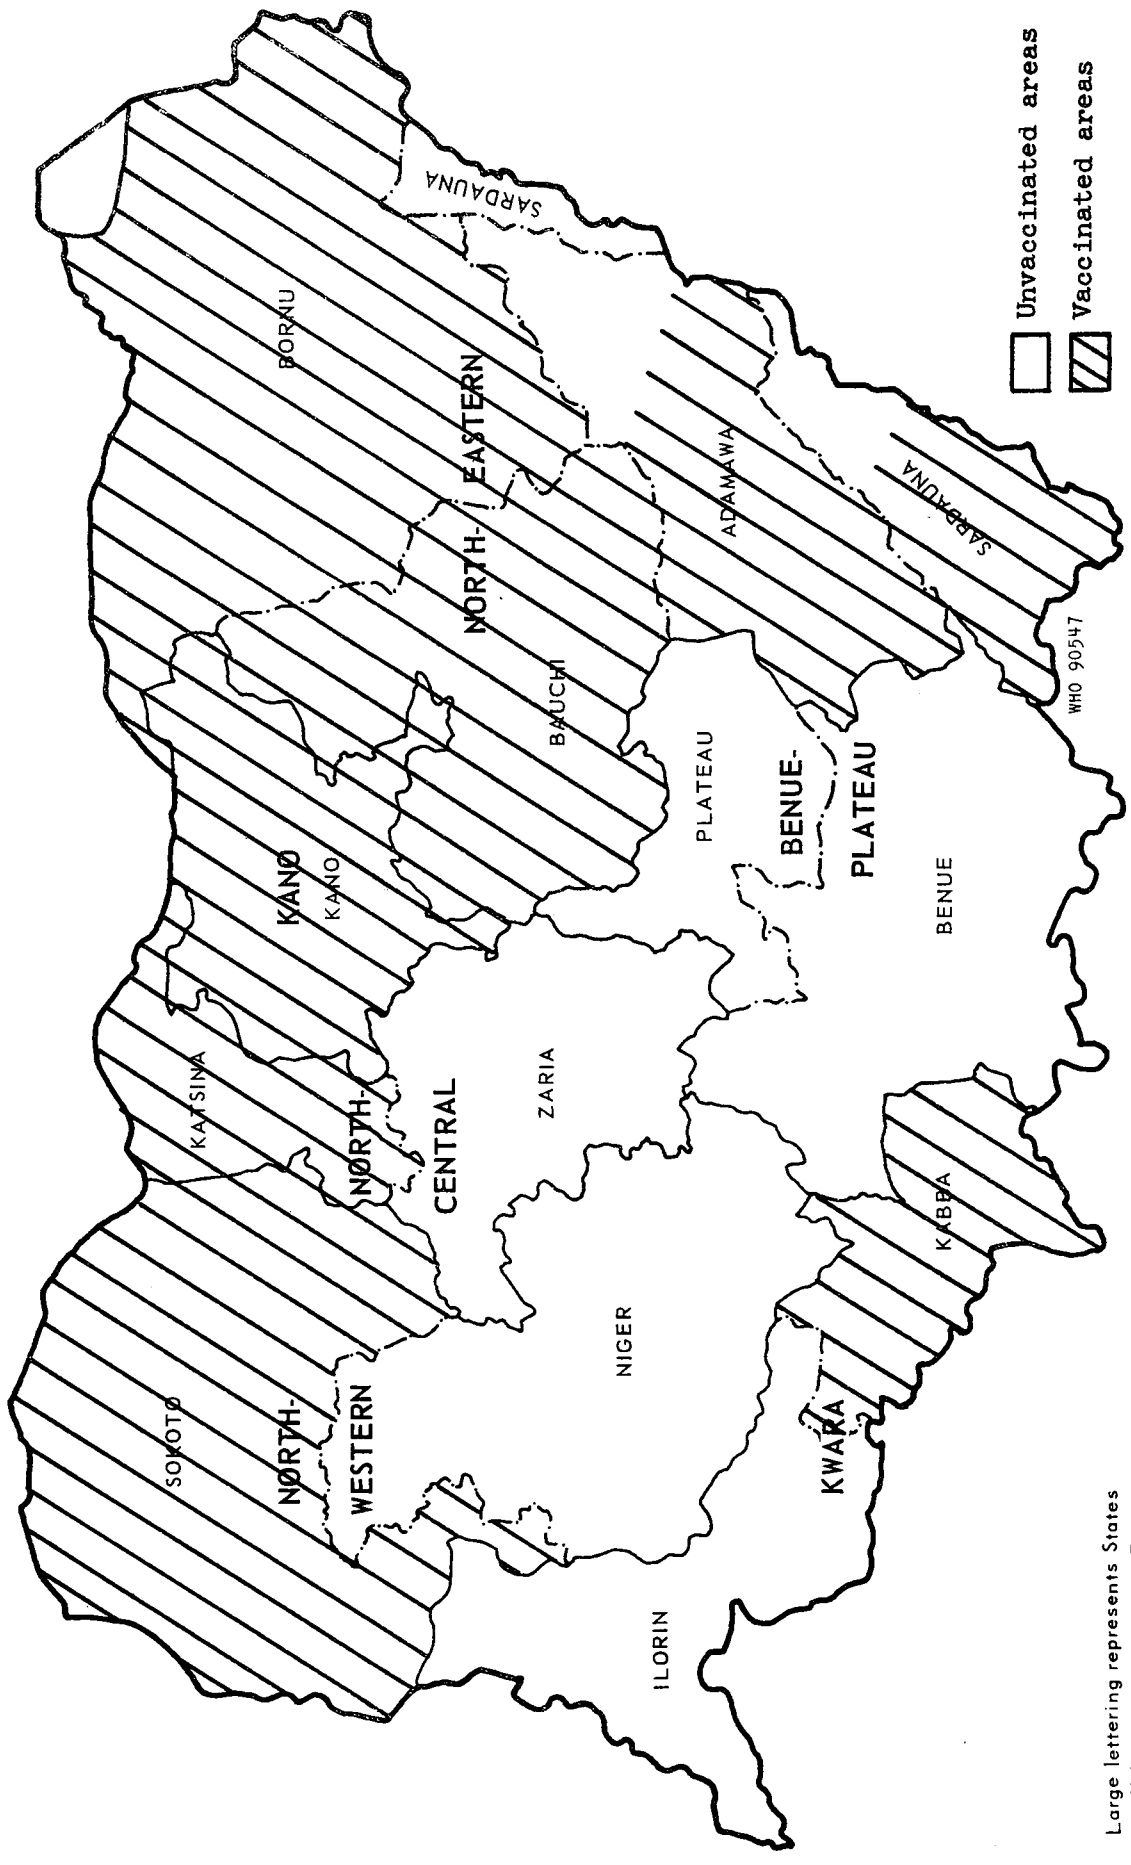 SOKOTO
NORTH-
WESTERN
KATSINA
NORTH-
CENTRAL
ZARIA
KANO
KANO
BORNU
NORTH-
EASTERN
BAUCHI
SARDAUNA
ADAMAWA
SARDAUNA
PLATEAU
BENUE-
PLATEAU
BENUE
NIGER
ILORIN
KWARA
KABBA
Unvaccinated areas
Vaccinated areas
WHO 90547
Large lettering represents States